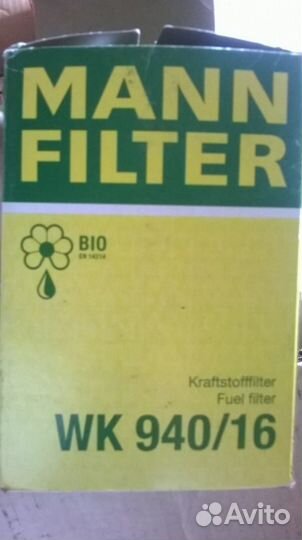 MANN
FILTER
BIO
EN 14214
Kraftstofffilter
Fuel filter
WK 940/16
Avito